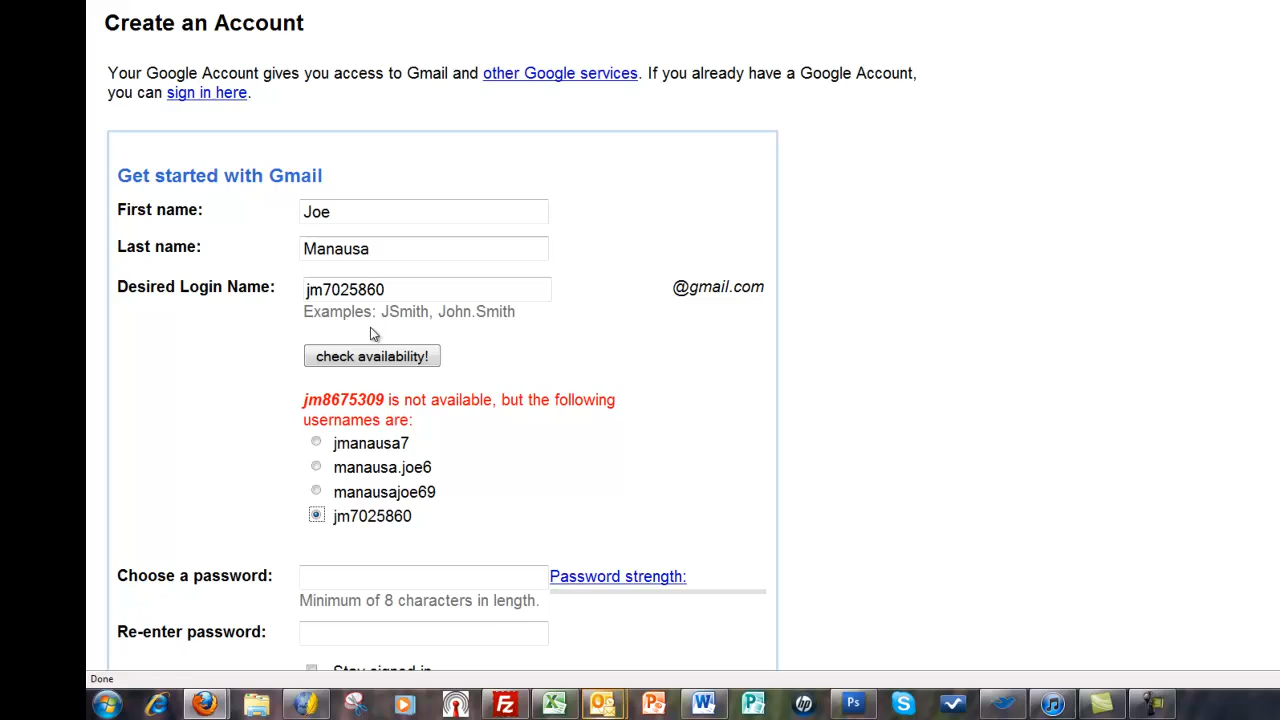 Create an Account
Your Google Account gives you access to Gmail and other Google services. If you already have a Google Account,
you can sign in here.
Get started with Gmail
First name: Joe
Last name: Manausa
Desired Login Name: jm7025860 @gmail.com
Examples: JSmith, John.Smith
check availability!
jm8675309 is not available, but the following
usernames are:
jmanausa7
manausa.joe6
manausajoe69
jm7025860
Choose a password: Password strength:
Minimum of 8 characters in length.
Re-enter password:
Stay signed in
Done